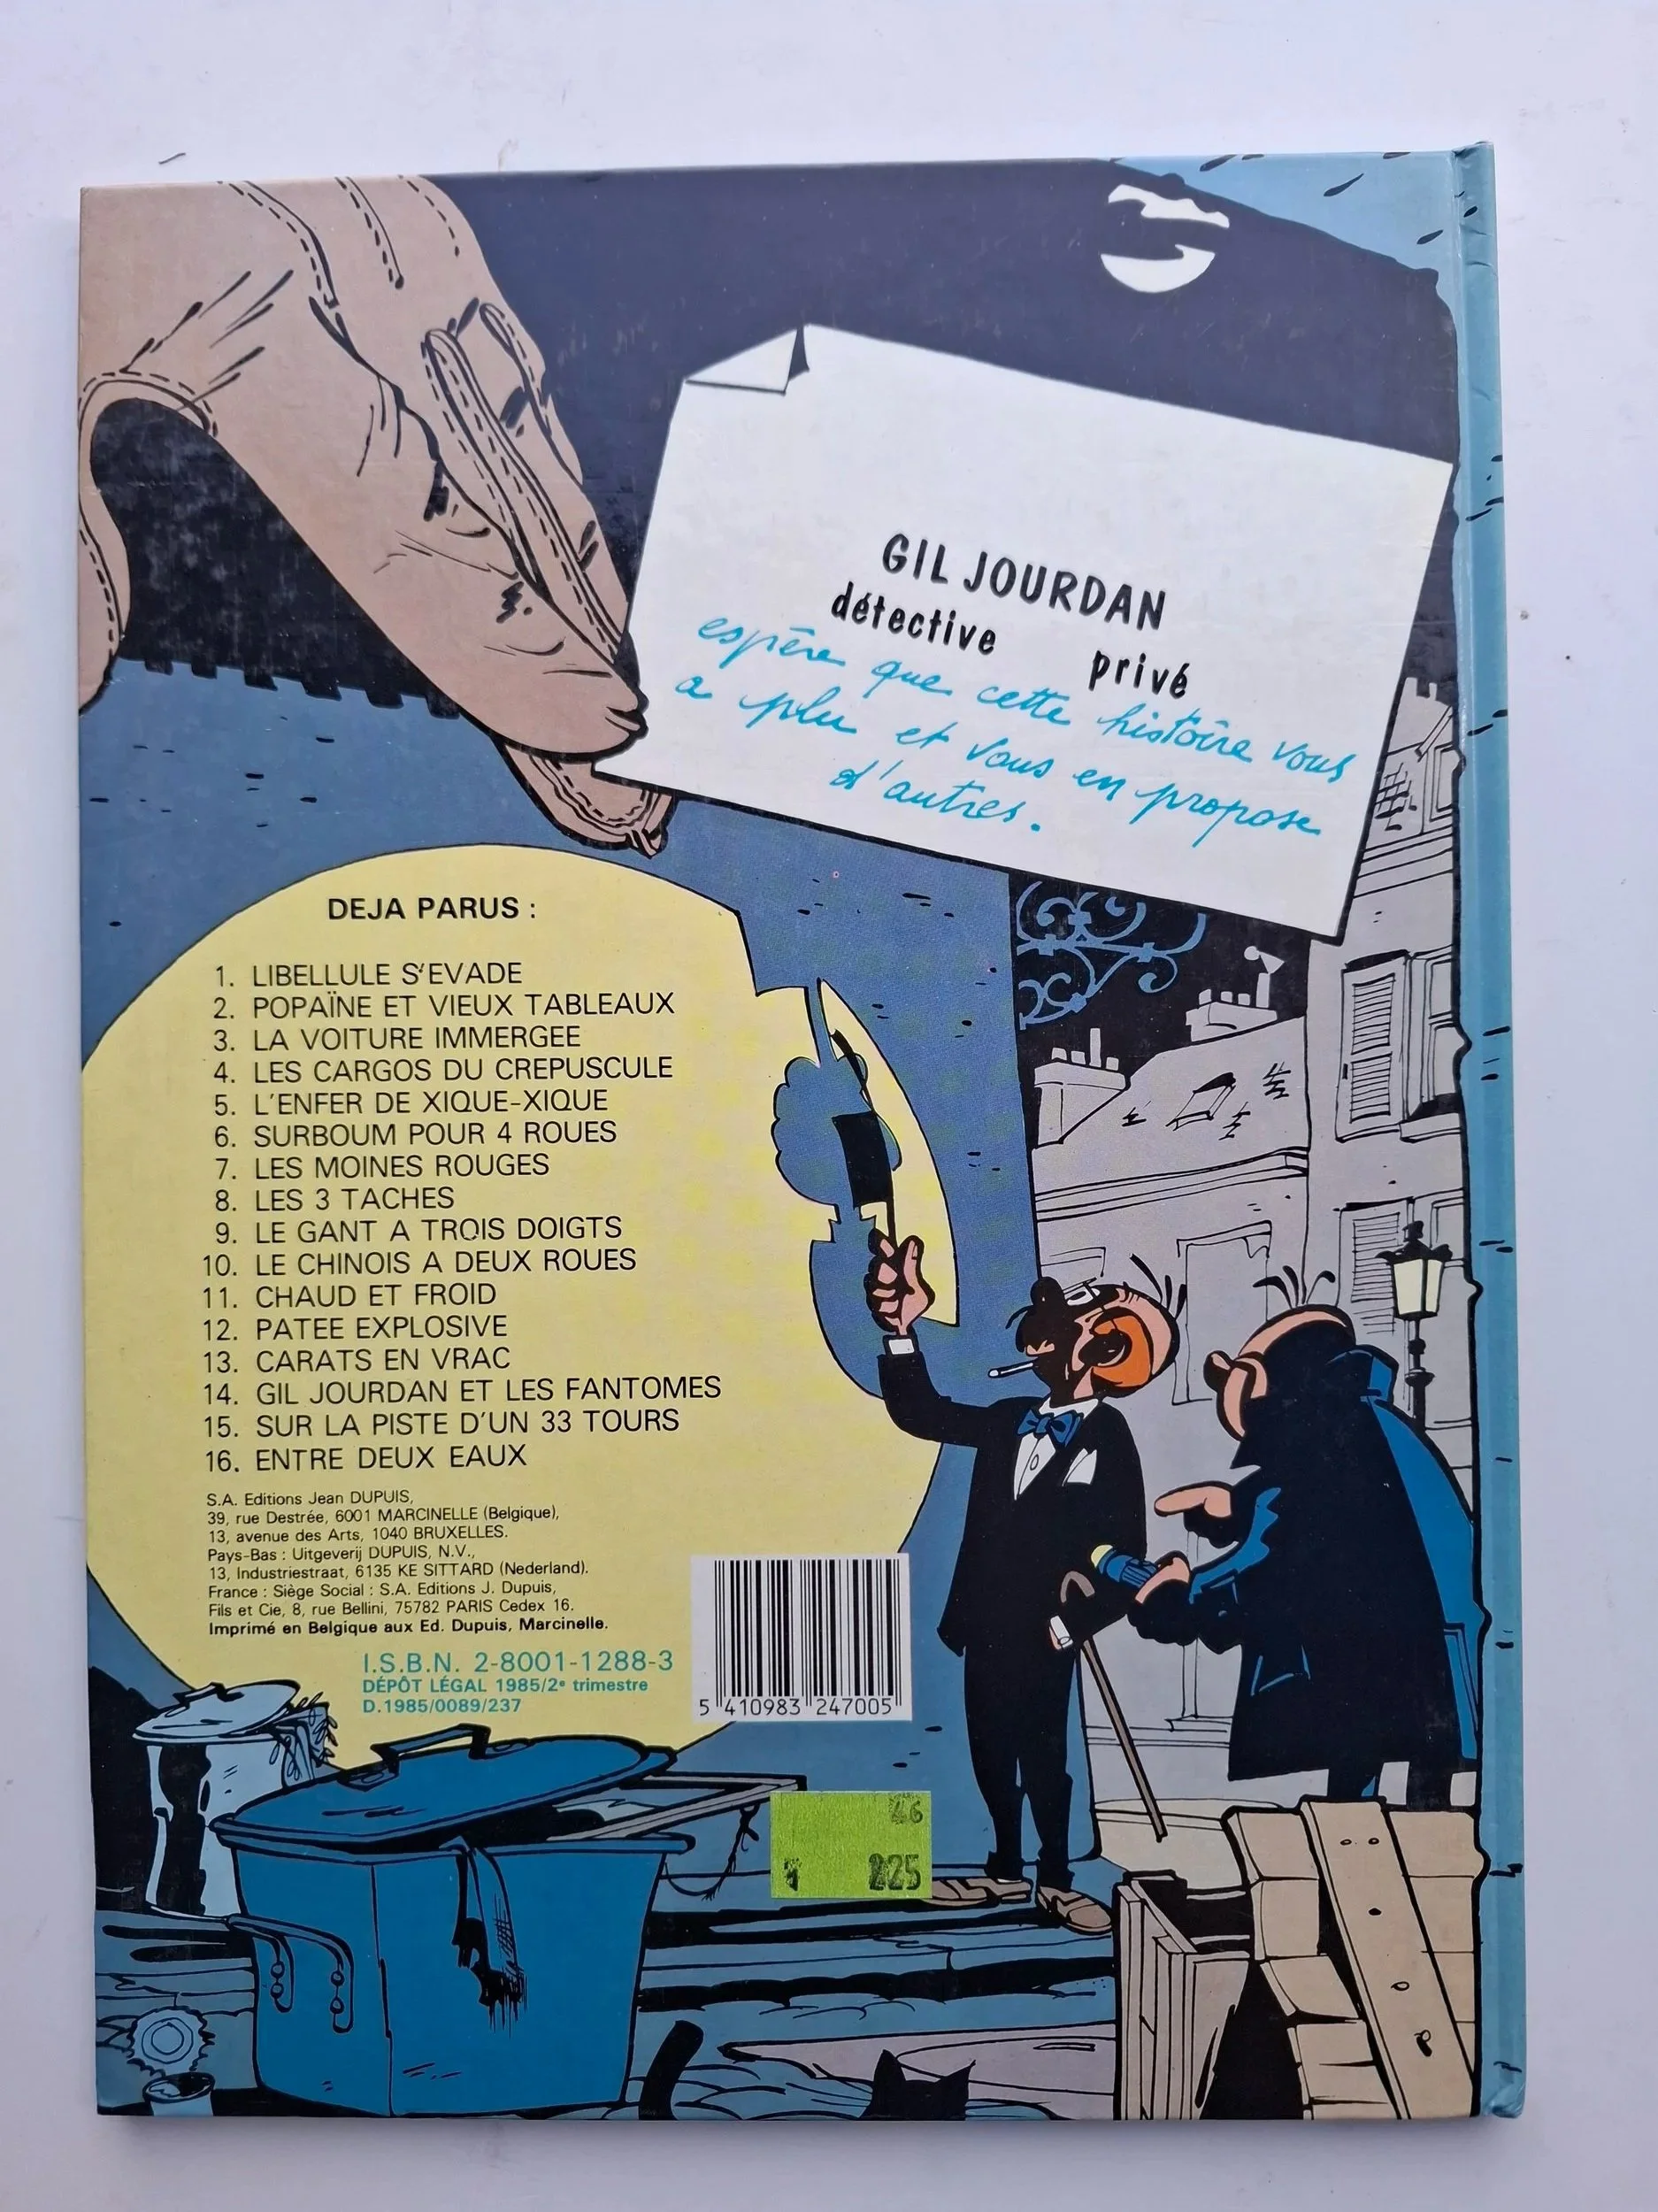 GIL JOURDAN
détective privé
espère que cette histoire vous
a plu et vous en propose
d'autres.
DEJA PARUS :
1. LIBELLULE S'EVADE
2. POPAÏNE ET VIEUX TABLEAUX
3. LA VOITURE IMMERGEE
4. LES CARGOS DU CREPUSCULE
5. L'ENFER DE XIQUE-XIQUE
6. SURBOUM POUR 4 ROUES
7. LES MOINES ROUGES
8. LES 3 TACHES
9. LE GANT A TROIS DOIGTS
10. LE CHINOIS A DEUX ROUES
11. CHAUD ET FROID
12. PATEE EXPLOSIVE
13. CARATS EN VRAC
14. GIL JOURDAN ET LES FANTOMES
15. SUR LA PISTE D'UN 33 TOURS
16. ENTRE DEUX EAUX
S.A. Editions Jean DUPUIS,
39, rue Destrée, 6001 MARCINELLE (Belgique),
13, avenue des Arts, 1040 BRUXELLES.
Pays-Bas : Uitgeverij DUPUIS, N.V.,
13, Industriestraat, 6135 KE SITTARD (Nederland).
France : Siège Social : S.A. Editions J. Dupuis,
Fils et Cie, 8, rue Bellini, 75782 PARIS Cedex 16.
Imprimé en Belgique aux Ed. Dupuis, Marcinelle.
I.S.B.N. 2-8001-1288-3
DÉPÔT LÉGAL 1985/2e trimestre
D.1985/0089/237
5 410983 247005
46
225